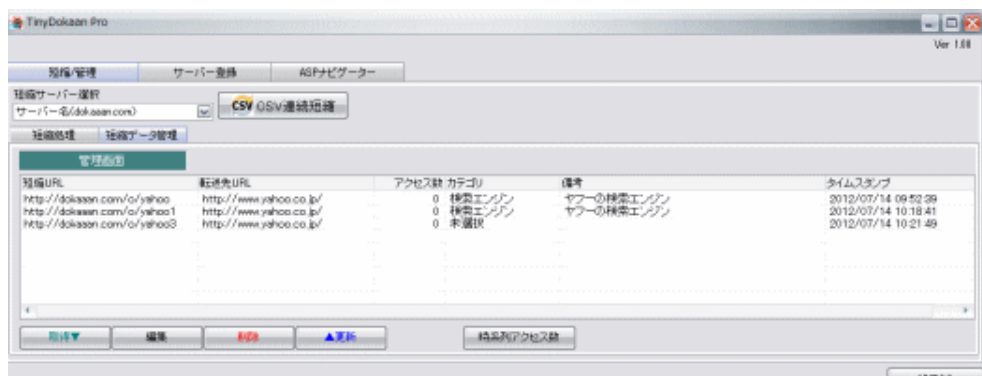 TinyDokaan Pro
Ver 1.08
短縮/管理 サーバー登録 ASPナビゲーター
短縮サーバー選択
サーバー名(dokaaan.com) CSV CSV連続短縮
短縮処理 短縮データ管理
管理画面
短縮URL 転送先URL アクセス数 カテゴリ 備考 タイムスタンプ
http://dokaaan.com/o/yahoo http://www.yahoo.co.jp/ 0 検索エンジン ヤフーの検索エンジン 2012/07/14 09:52:39
http://dokaaan.com/o/yahoo1 http://www.yahoo.co.jp/ 0 検索エンジン ヤフーの検索エンジン 2012/07/14 10:18:41
http://dokaaan.com/o/yahoo3 http://www.yahoo.co.jp/ 0 未選択 2012/07/14 10:21:49
編集 削除 ▲更新 時系列アクセス数